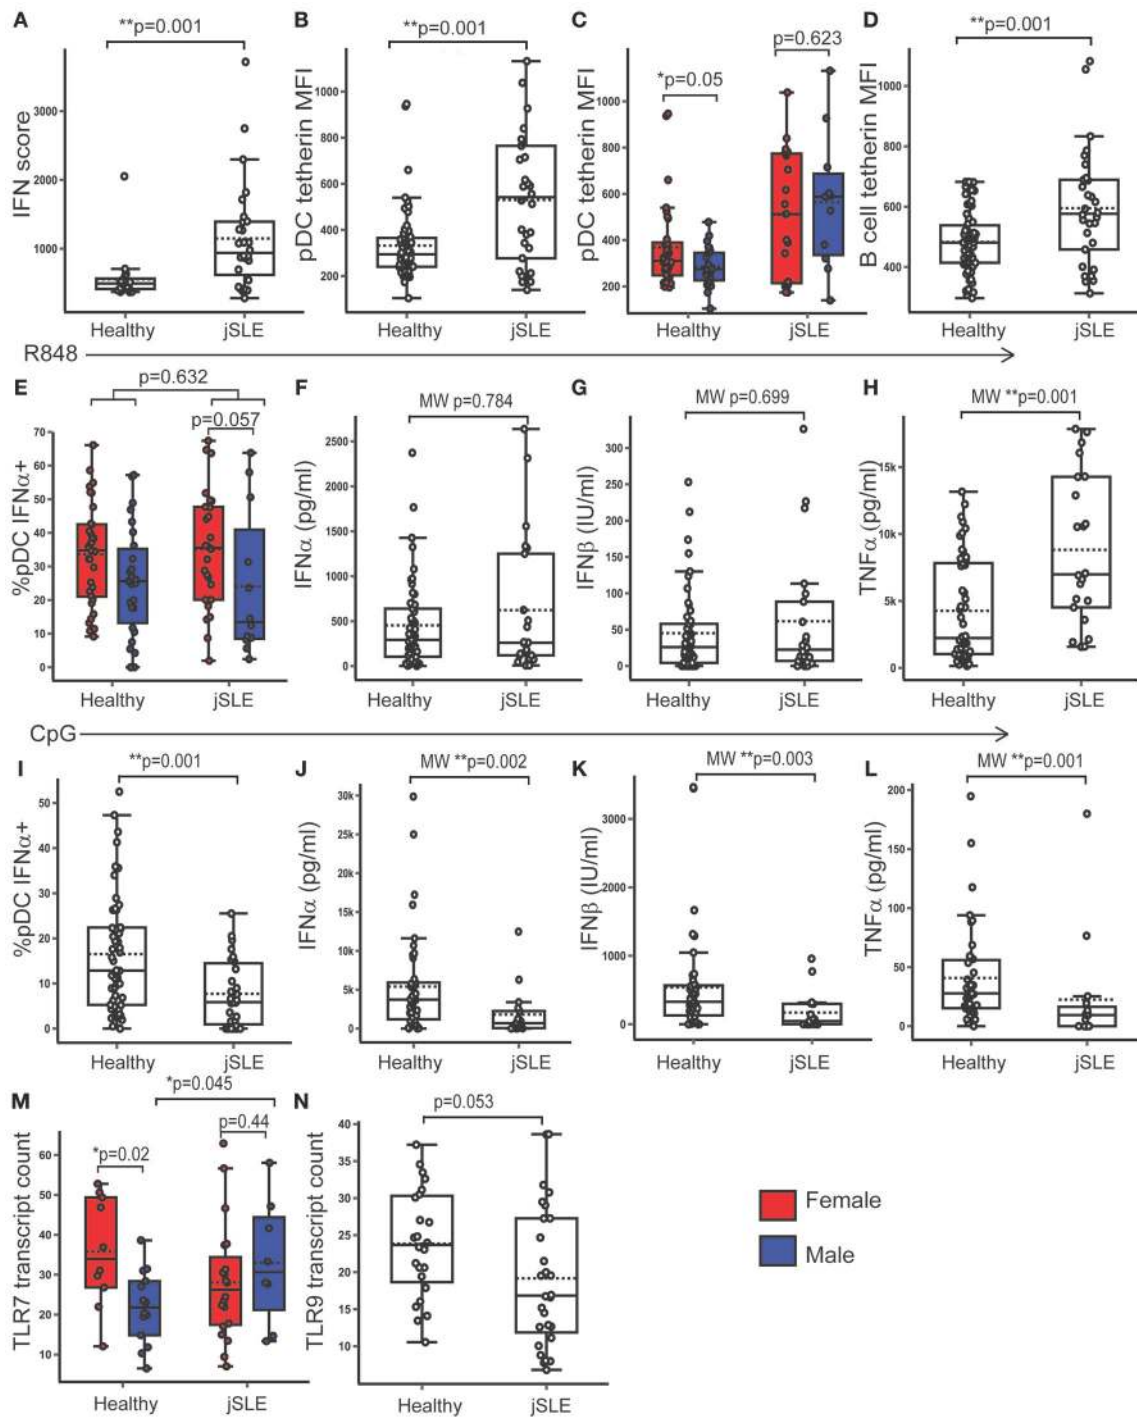 A
**p=0.001
IFN score
3000
2000
1000
Healthy
jSLE
B
**p=0.001
pDC tetherin MFI
1000
800
600
400
200
Healthy
jSLE
C
p=0.623
*p=0.05
pDC tetherin MFI
1000
800
600
400
200
Healthy
jSLE
D
**p=0.001
B cell tetherin MFI
1000
800
600
400
Healthy
jSLE
R848
E
p=0.632
p=0.057
%pDC IFNα+
70
60
50
40
30
20
10
0
Healthy
jSLE
F
MW p=0.784
IFNα (pg/ml)
2500
2000
1500
1000
500
0
Healthy
jSLE
G
MW p=0.699
IFNβ (IU/ml)
300
250
200
150
100
50
0
Healthy
jSLE
H
MW **p=0.001
TNFα (pg/ml)
15k
10k
5k
0
Healthy
jSLE
CpG
I
**p=0.001
%pDC IFNα+
50
40
30
20
10
0
Healthy
jSLE
J
MW **p=0.002
IFNα (pg/ml)
30k
25k
20k
15k
10k
5k
0
Healthy
jSLE
K
MW **p=0.003
IFNβ (IU/ml)
3000
2000
1000
0
Healthy
jSLE
L
MW **p=0.001
TNFα (pg/ml)
200
150
100
50
0
Healthy
jSLE
M
*p=0.045
p=0.44
*p=0.02
TLR7 transcript count
60
50
40
30
20
10
Healthy
jSLE
N
p=0.053
TLR9 transcript count
40
35
30
25
20
15
10
Healthy
jSLE
Female
Male